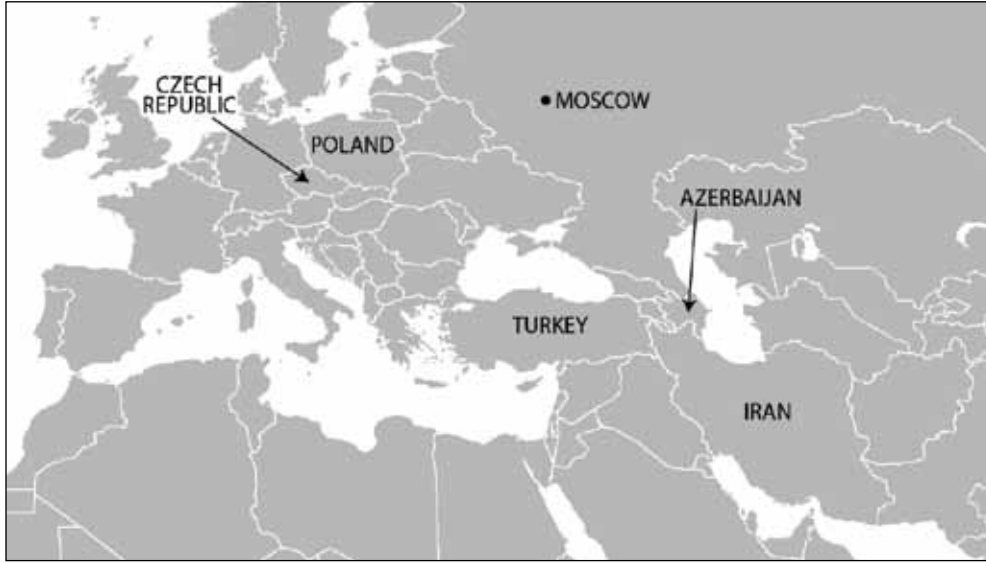 CZECH
REPUBLIC
MOSCOW
POLAND
AZERBAIJAN
TURKEY
IRAN